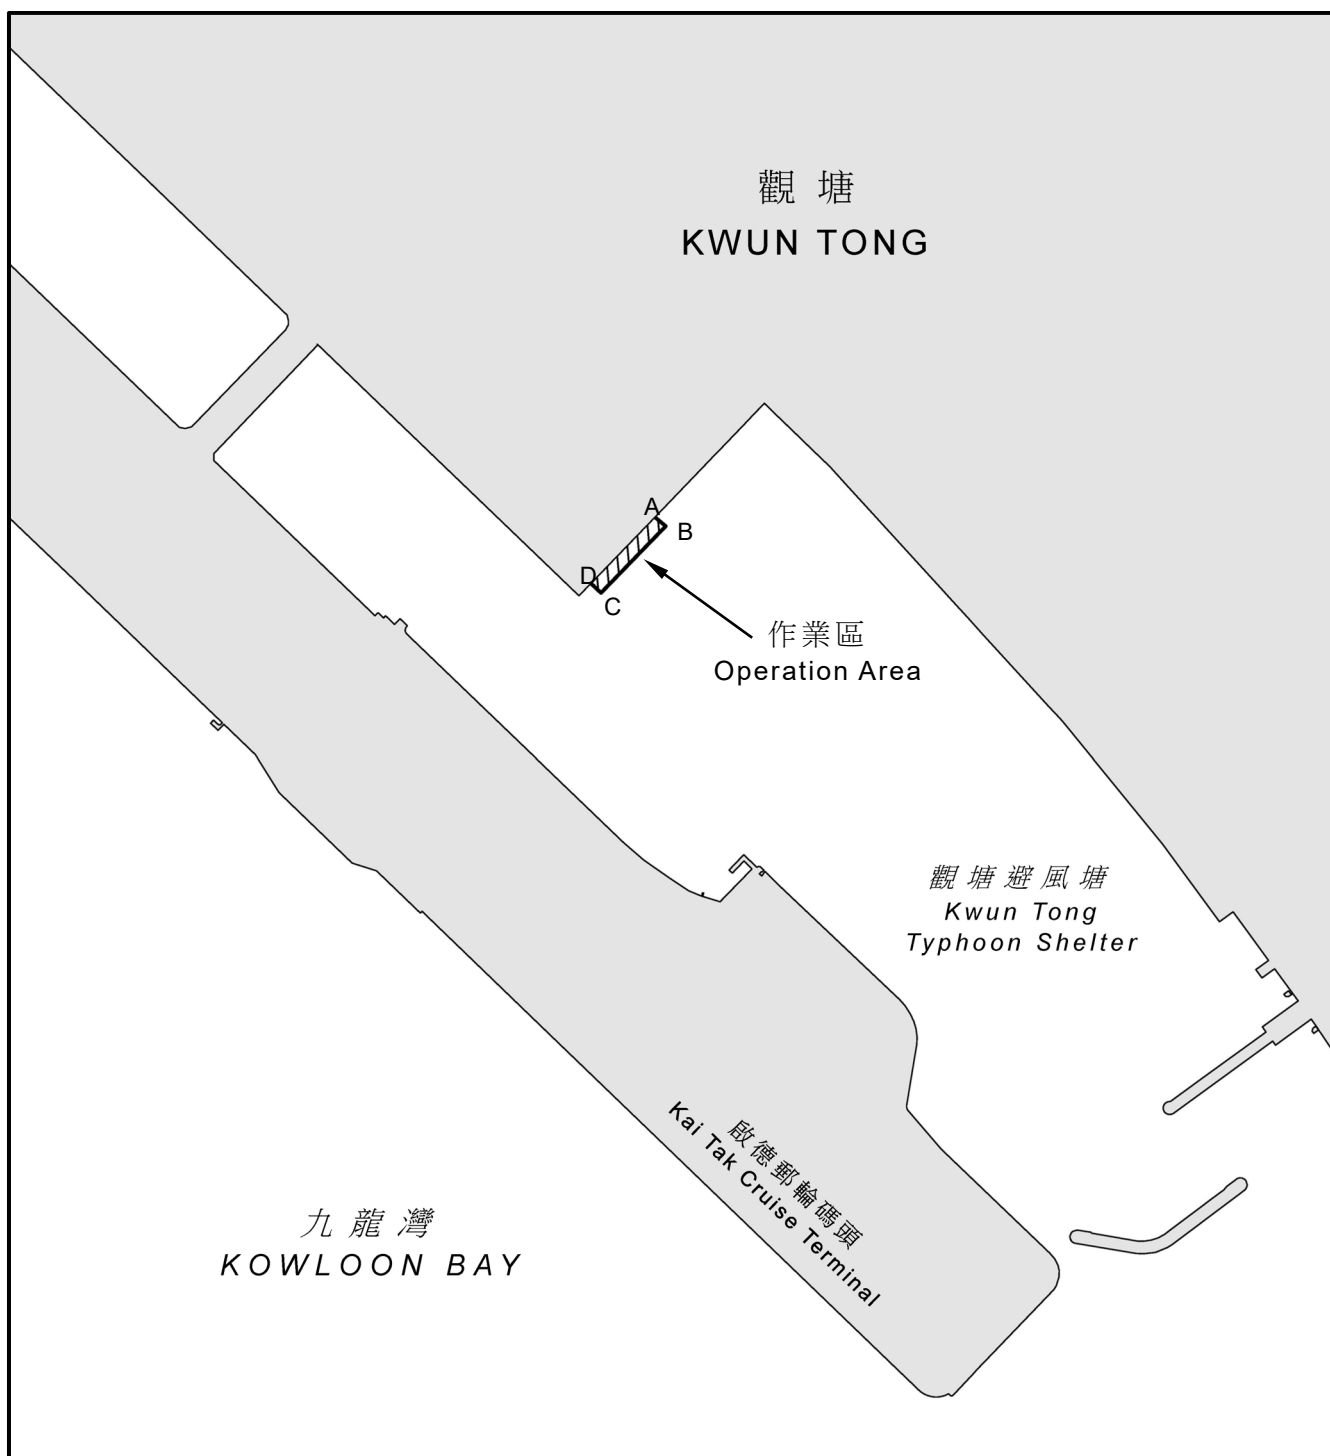 觀塘
KWUN TONG
A
B
D
C
作業區
Operation Area
觀塘避風塘
Kwun Tong
Typhoon Shelter
啟德郵輪碼頭
Kai Tak Cruise Terminal
九龍灣
KOWLOON BAY